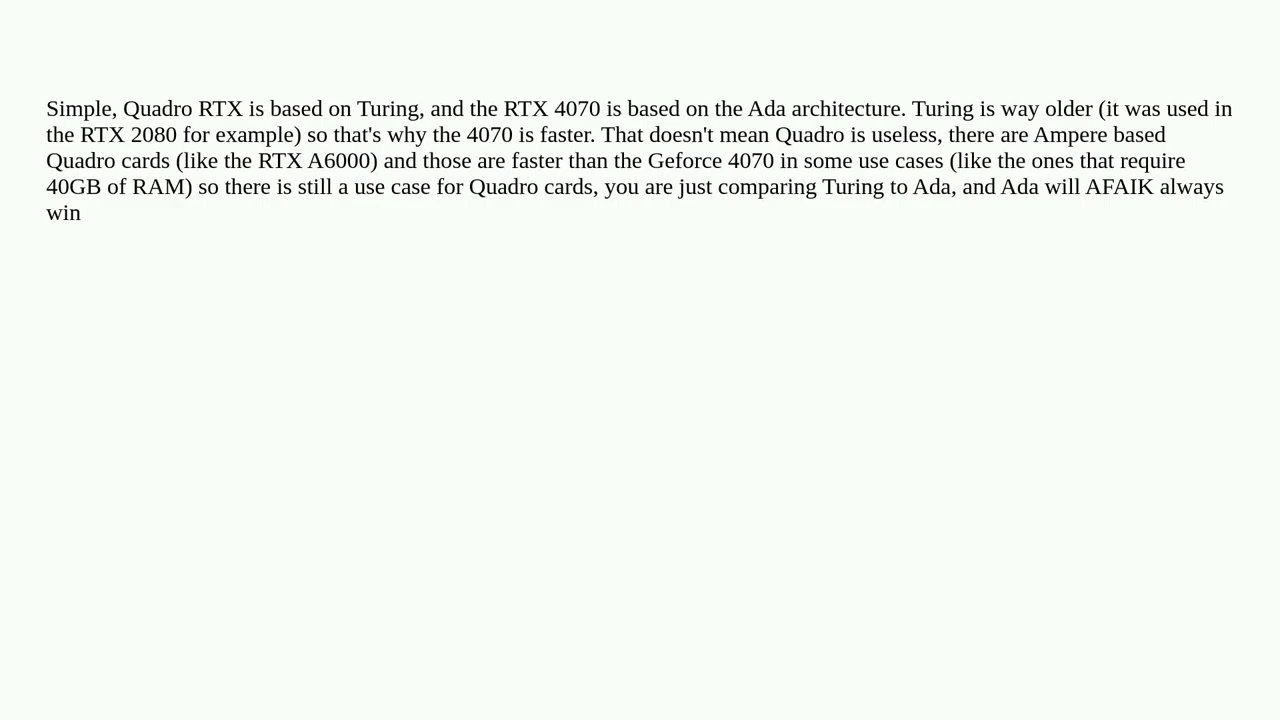 Simple, Quadro RTX is based on Turing, and the RTX 4070 is based on the Ada architecture. Turing is way older (it was used in
the RTX 2080 for example) so that's why the 4070 is faster. That doesn't mean Quadro is useless, there are Ampere based
Quadro cards (like the RTX A6000) and those are faster than the Geforce 4070 in some use cases (like the ones that require
40GB of RAM) so there is still a use case for Quadro cards, you are just comparing Turing to Ada, and Ada will AFAIK always
win